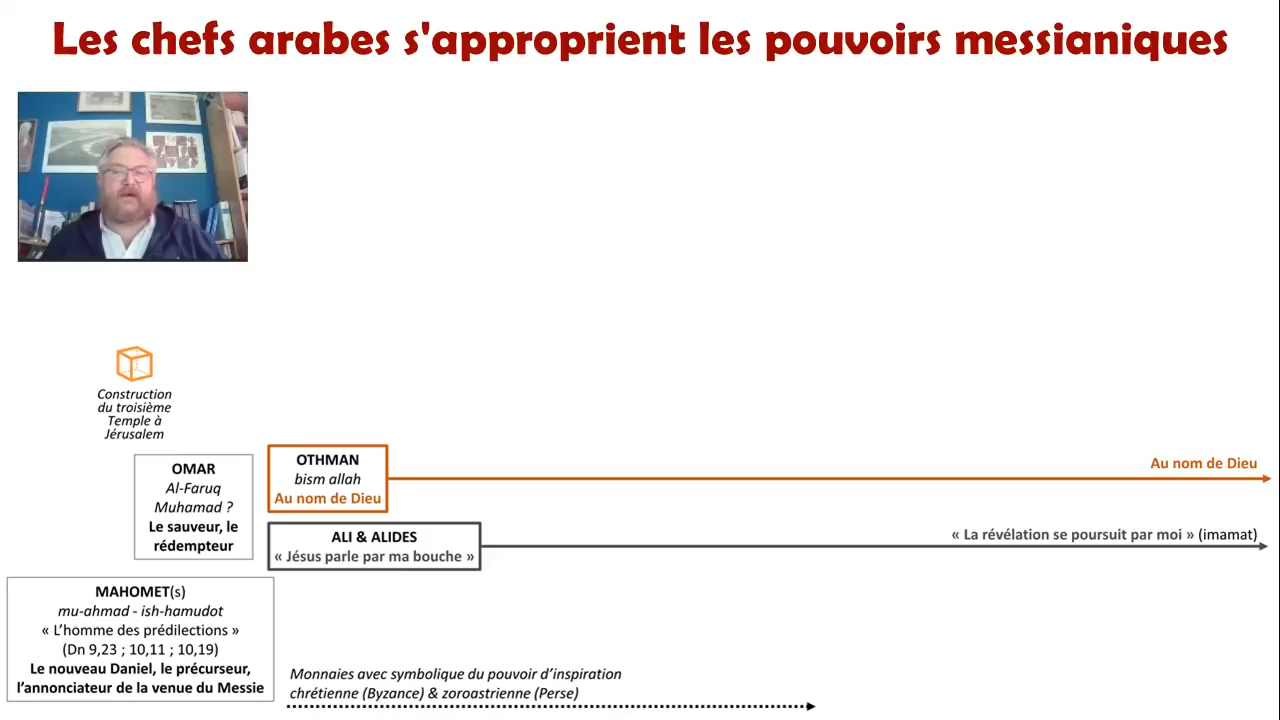 Les chefs arabes s'approprient les pouvoirs messianiques
Construction
du troisième
Temple à
Jérusalem
OMAR
Al-Faruq
Muhamad ?
Le sauveur, le
rédempteur
OTHMAN
bism allah
Au nom de Dieu
Au nom de Dieu
ALI & ALIDES
« Jésus parle par ma bouche »
« La révélation se poursuit par moi » (imamat)
MAHOMET(s)
mu-ahmad - ish-hamudot
« L’homme des prédilections »
(Dn 9,23 ; 10,11 ; 10,19)
Le nouveau Daniel, le précurseur,
l’annonciateur de la venue du Messie
Monnaies avec symbolique du pouvoir d’inspiration
chrétienne (Byzance) & zoroastrienne (Perse)